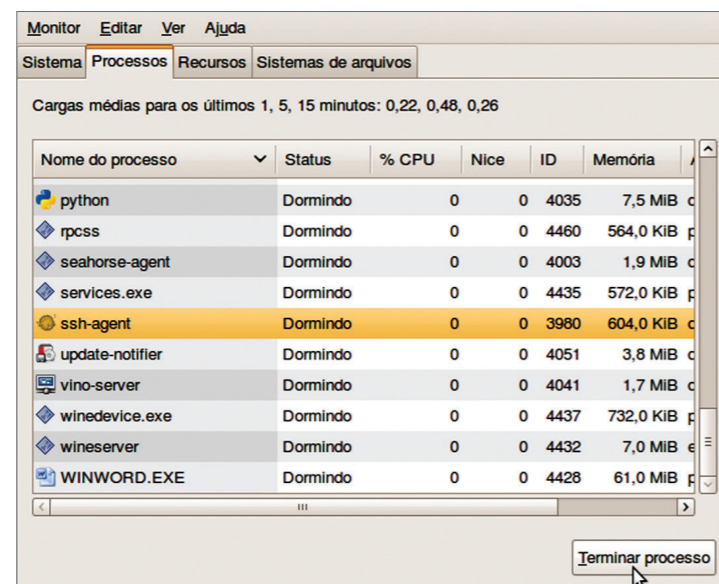 Monitor Editar Ver Ajuda
Sistema Processos Recursos Sistemas de arquivos
Cargas médias para os últimos 1, 5, 15 minutos: 0,22, 0,48, 0,26
Nome do processo Status % CPU Nice ID Memória
python Dormindo 0 0 4035 7,5 MiB
rpcss Dormindo 0 0 4460 564,0 KiB
seahorse-agent Dormindo 0 0 4003 1,9 MiB
services.exe Dormindo 0 0 4435 572,0 KiB
ssh-agent Dormindo 0 0 3980 604,0 KiB
update-notifier Dormindo 0 0 4051 3,8 MiB
vino-server Dormindo 0 0 4041 1,7 MiB
winedevice.exe Dormindo 0 0 4437 732,0 KiB
wineserver Dormindo 0 0 4432 7,0 MiB
WINWORD.EXE Dormindo 0 0 4428 61,0 MiB
Terminar processo